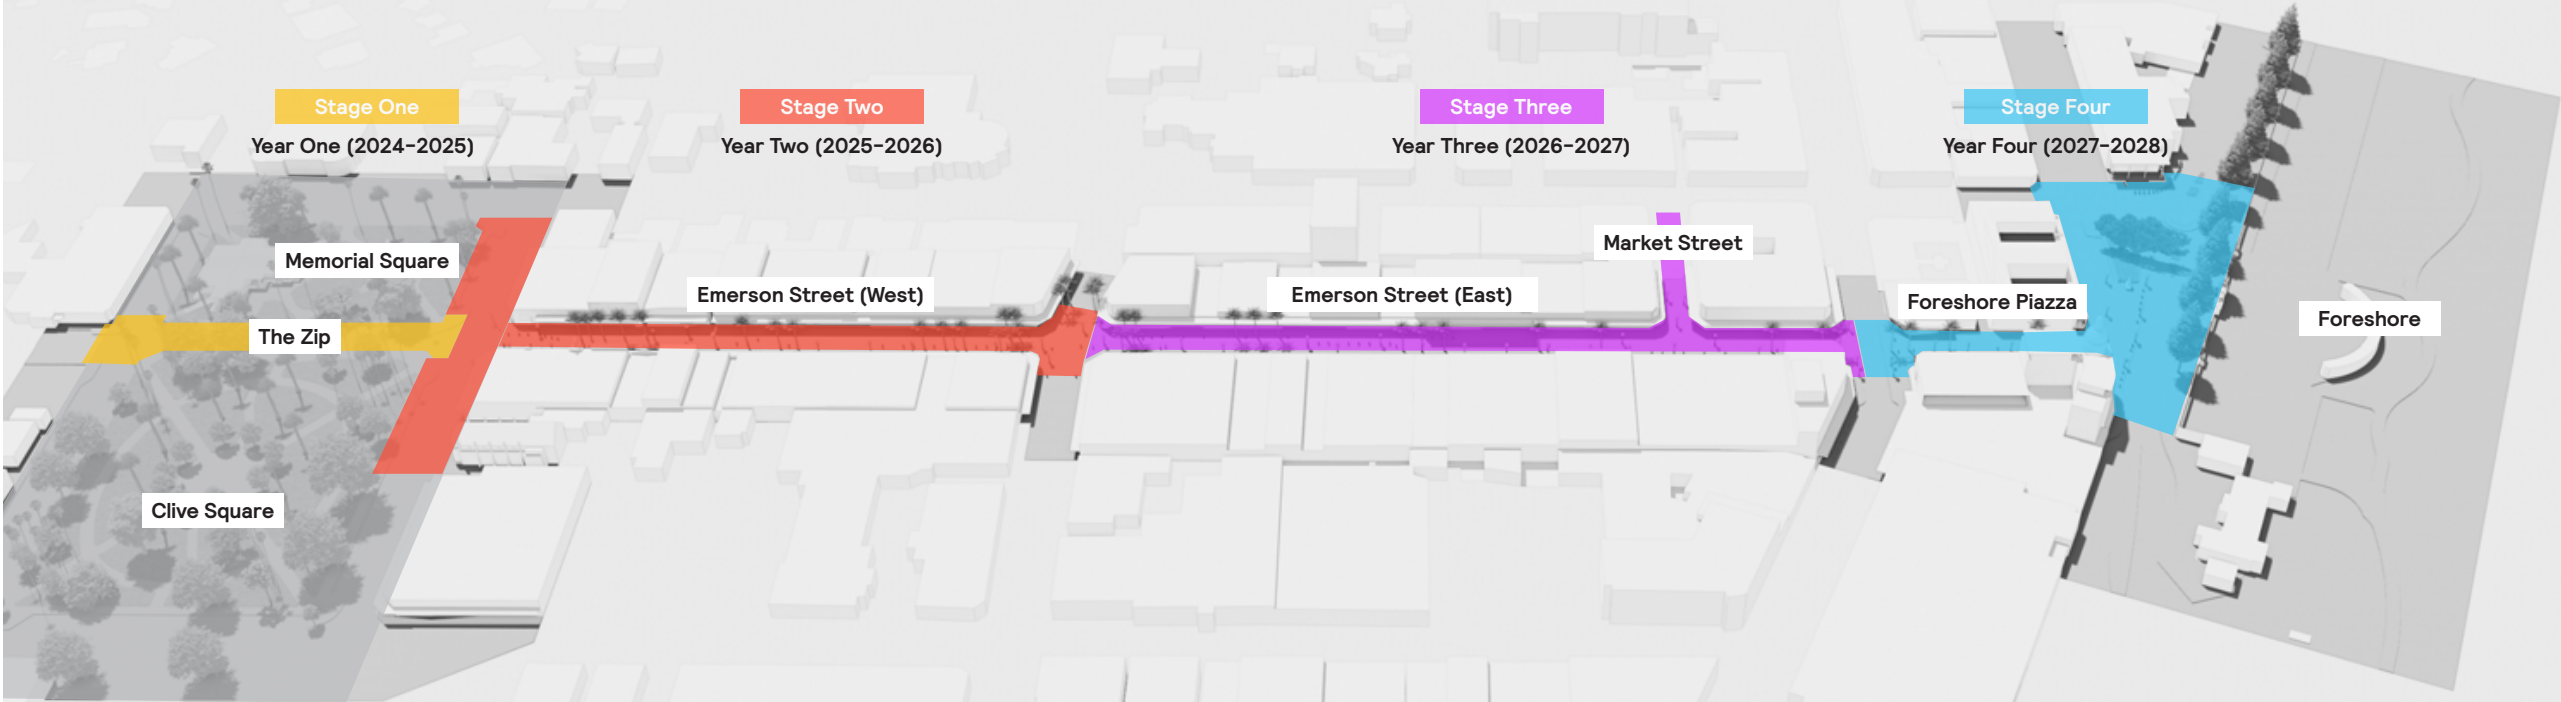 Stage One
Year One (2024–2025)
Stage Two
Year Two (2025–2026)
Stage Three
Year Three (2026–2027)
Stage Four
Year Four (2027–2028)
Memorial Square
The Zip
Clive Square
Emerson Street (West)
Emerson Street (East)
Market Street
Foreshore Piazza
Foreshore